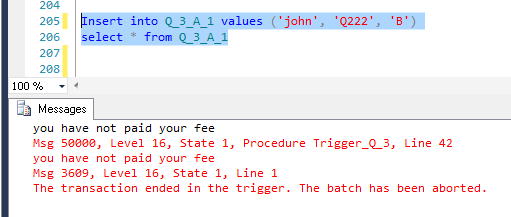 204
205 Insert into Q_3_A_1 values ('john', 'Q222', 'B')
206 select * from Q_3_A_1
207
208
100 %
Messages
you have not paid your fee
Msg 50000, Level 16, State 1, Procedure Trigger_Q_3, Line 42
you have not paid your fee
Msg 3609, Level 16, State 1, Line 1
The transaction ended in the trigger. The batch has been aborted.